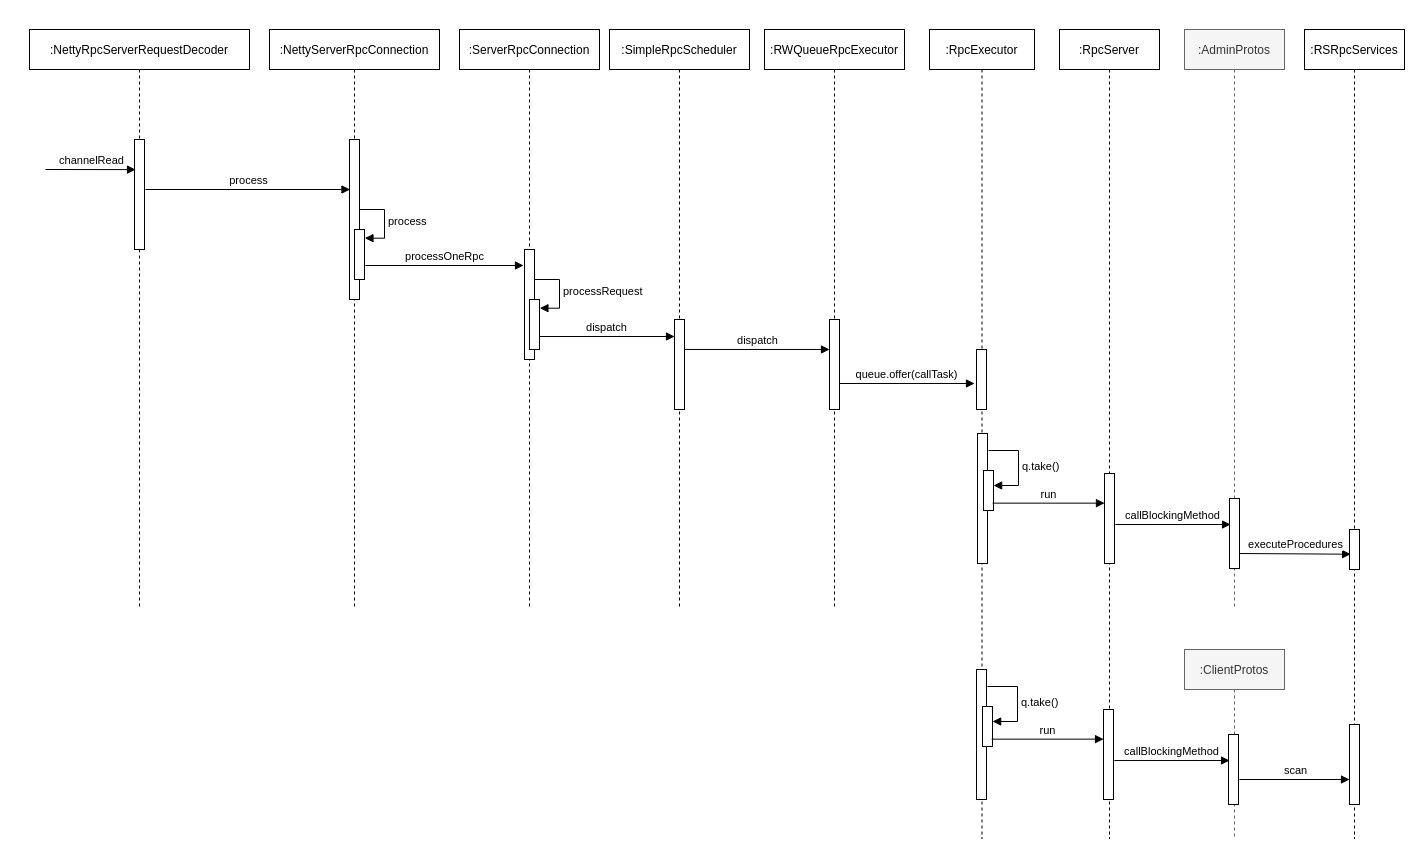 :NettyRpcServerRequestDecoder
:NettyServerRpcConnection
:ServerRpcConnection
:SimpleRpcScheduler
:RWQueueRpcExecutor
:RpcExecutor
:RpcServer
:AdminProtos
:RSRpcServices
channelRead
process
process
processOneRpc
processRequest
dispatch
dispatch
queue.offer(callTask)
q.take()
run
callBlockingMethod
executeProcedures
:ClientProtos
q.take()
run
callBlockingMethod
scan